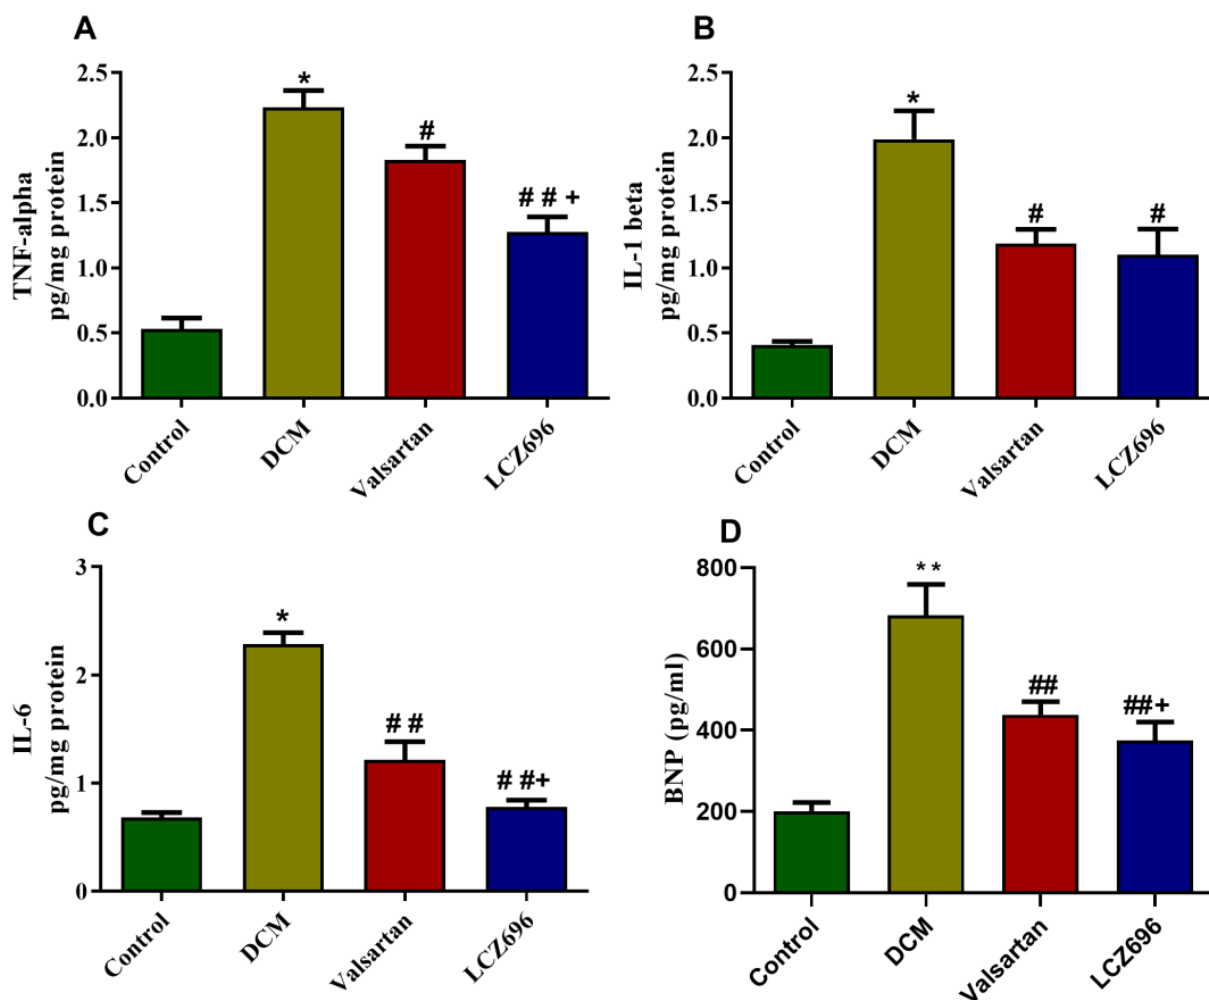 A
TNF-alpha
pg/mg protein
2.5
2.0
1.5
1.0
0.5
0.0
*
#
# # +
Control
DCM
Valsartan
LCZ696
B
IL-1 beta
pg/mg protein
2.5
2.0
1.5
1.0
0.5
0.0
*
#
#
Control
DCM
Valsartan
LCZ696
C
IL-6
pg/mg protein
3
2
1
0
*
# #
# #+
Control
DCM
Valsartan
LCZ696
D
BNP (pg/ml)
800
600
400
200
0
**
##
##+
Control
DCM
Valsartan
LCZ696